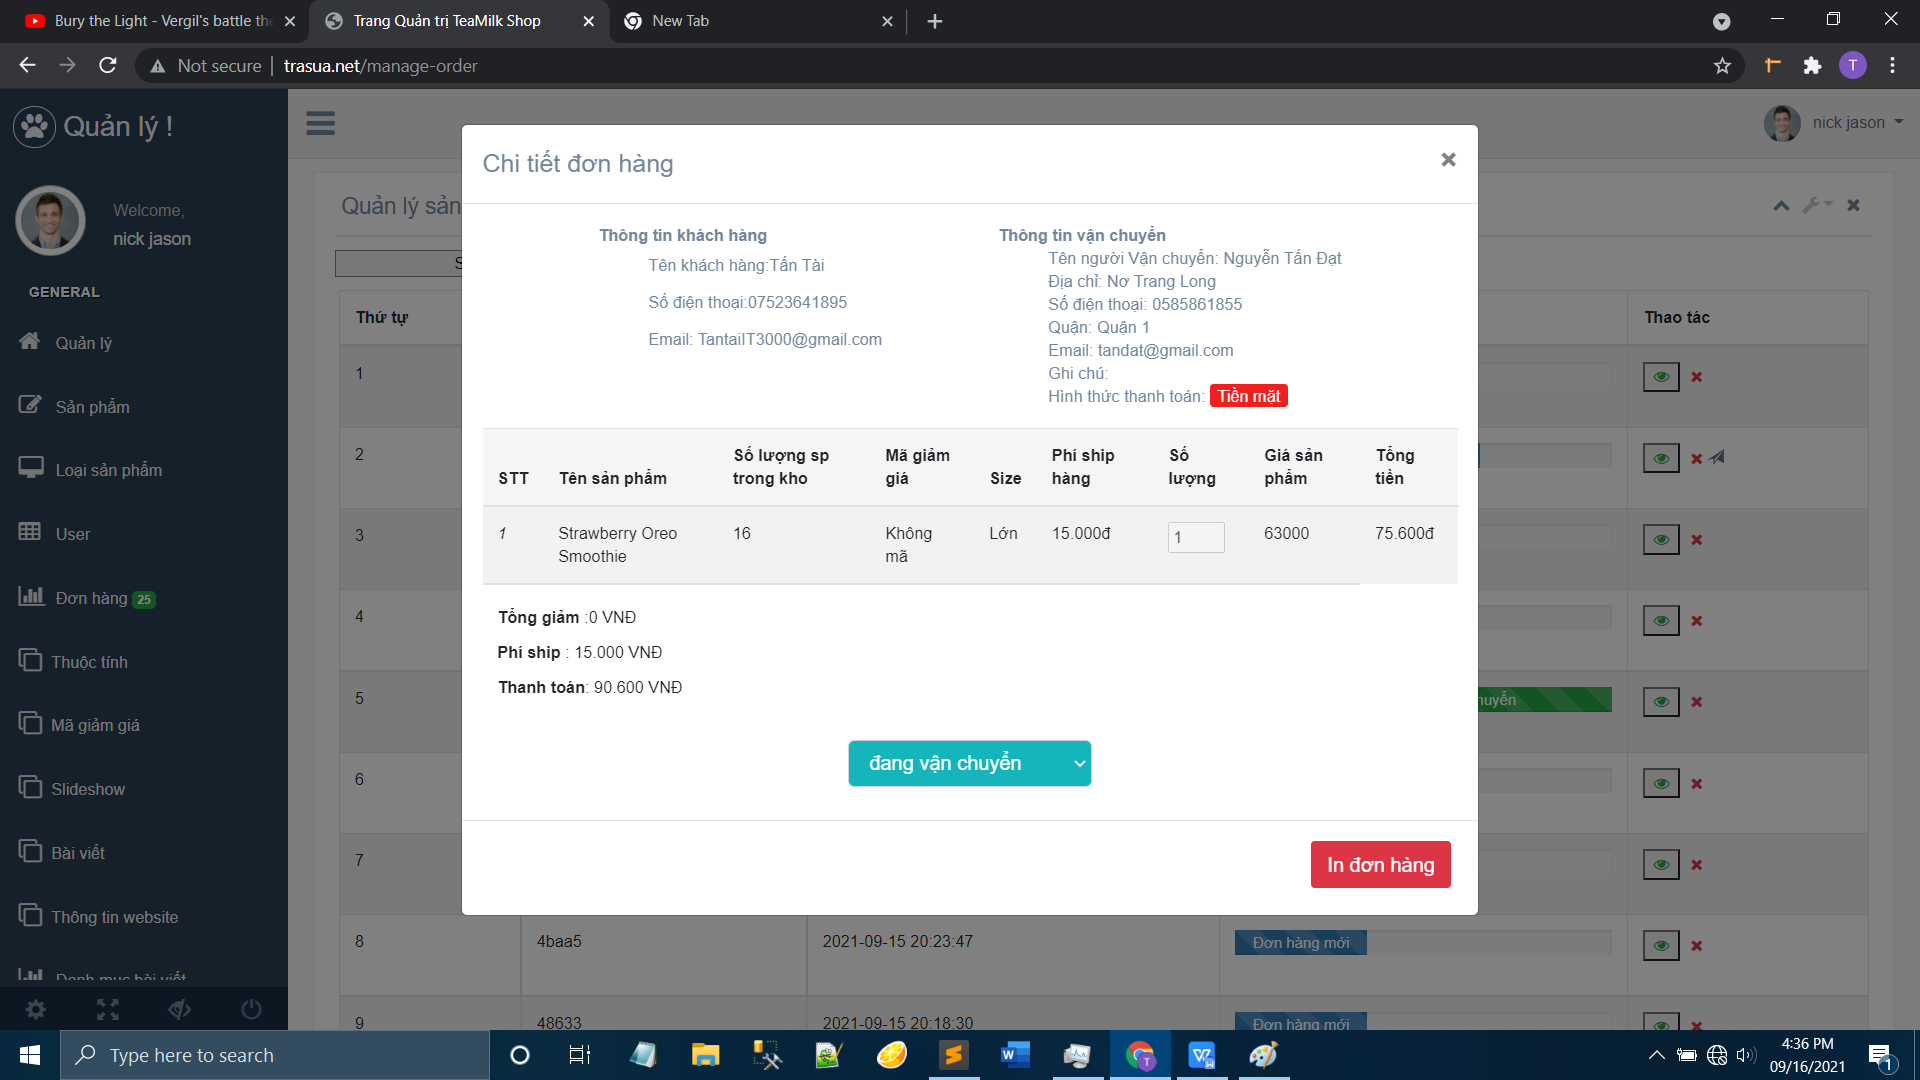 Bury the Light - Vergil's battle the
Trang Quản trị TeaMilk Shop
New Tab
Not secure
trasua.net/manage-order
T
Quản lý !
nick jason
Welcome,
nick jason
GENERAL
Quản lý
Sản phẩm
Loại sản phẩm
User
Đơn hàng 25
Thuộc tính
Mã giảm giá
Slideshow
Bài viết
Thông tin website
Danh mục bài viết
Quản lý sản
S
Thứ tự
Thao tác
1
2
3
4
5
huyển
6
7
8 4baa5 2021-09-15 20:23:47 Đơn hàng mới
9 48633 2021-09-15 20:18:30 Đơn hàng mới
Chi tiết đơn hàng
Thông tin khách hàng
Tên khách hàng:Tấn Tài
Số điện thoại:07523641895
Email: TantaiIT3000@gmail.com
Thông tin vận chuyển
Tên người Vận chuyển: Nguyễn Tấn Đạt
Địa chỉ: Nơ Trang Long
Số điện thoại: 0585861855
Quận: Quận 1
Email: tandat@gmail.com
Ghi chú:
Hình thức thanh toán: Tiền mặt
STT Tên sản phẩm Số lượng sp trong kho Mã giảm giá Size Phí ship hàng Số lượng Giá sản phẩm Tổng tiền
1 Strawberry Oreo Smoothie 16 Không mã Lớn 15.000đ 1 63000 75.600đ
Tổng giảm :0 VNĐ
Phí ship : 15.000 VNĐ
Thanh toán: 90.600 VNĐ
đang vận chuyển
In đơn hàng
Type here to search
4:36 PM
09/16/2021
1